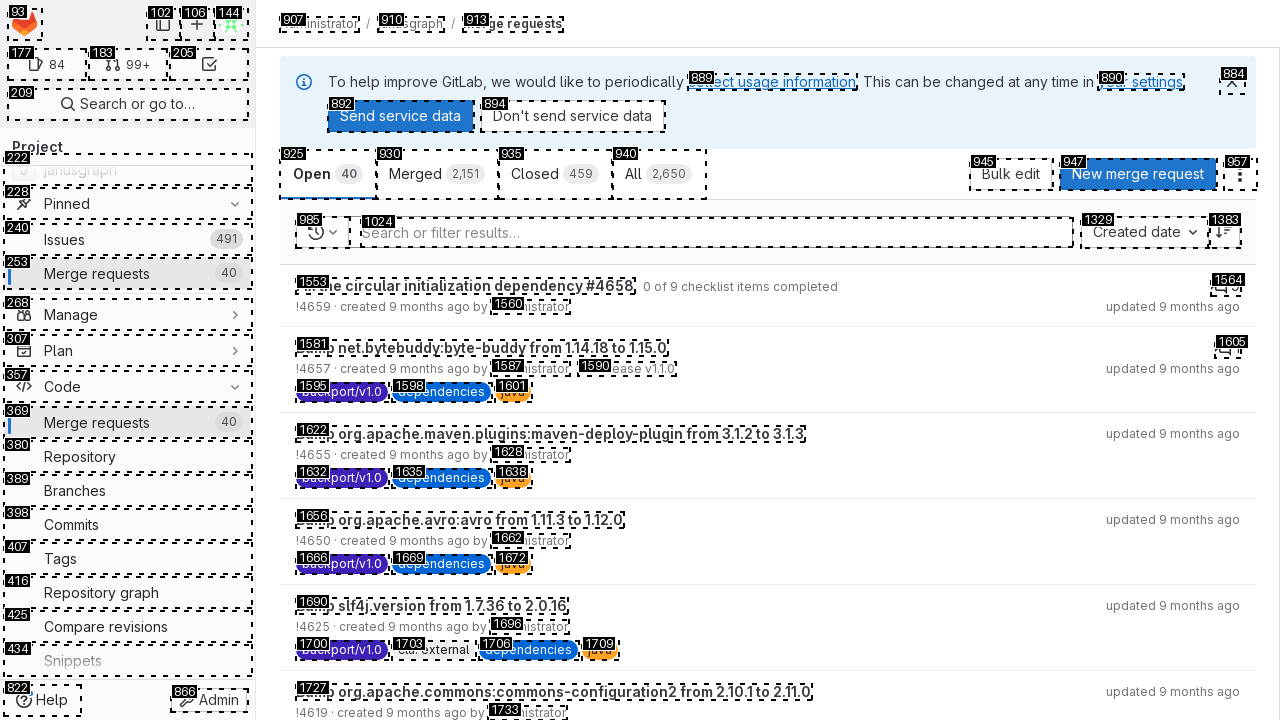 93
102
106
144
177
84
183
99+
205
209
Search or go to…
Project
222
janusgraph
228
Pinned
240
Issues
491
253
Merge requests
40
268
Manage
307
Plan
357
Code
369
Merge requests
40
380
Repository
389
Branches
398
Commits
407
Tags
416
Repository graph
425
Compare revisions
434
Snippets
822
Help
866
Admin
907 / 910 / 913 requests
To help improve GitLab, we would like to periodically 889 usage information. This can be changed at any time in 890 settings.
884
892
Send service data
894
Don't send service data
925
Open 40
930
Merged 2,151
935
Closed 459
940
All 2,650
945
Bulk edit
947
New merge request
957
985
1024
Search or filter results…
1329
Created date
1383
1553 the circular initialization dependency #4658 0 of 9 checklist items completed
1564
!4659 · created 9 months ago by 1560
updated 9 months ago
1581 net.bytebuddy:byte-buddy from 1.14.18 to 1.15.0
1605
!4657 · created 9 months ago by 1587 1590 v1.1.0
updated 9 months ago
1595 backport/v1.0 1598 dependencies 1601 java
1622 org.apache.maven.plugins:maven-deploy-plugin from 3.1.2 to 3.1.3
updated 9 months ago
!4655 · created 9 months ago by 1628
1632 backport/v1.0 1635 dependencies 1638 java
1656 org.apache.avro:avro from 1.11.3 to 1.12.0
updated 9 months ago
!4650 · created 9 months ago by 1662
1666 backport/v1.0 1669 dependencies 1672 java
1690 slf4j.version from 1.7.36 to 2.0.16
updated 9 months ago
!4625 · created 9 months ago by 1696
1700 backport/v1.0 1703 cla: external 1706 dependencies 1709 java
1727 org.apache.commons:commons-configuration2 from 2.10.1 to 2.11.0
updated 9 months ago
!4619 · created 9 months ago by 1733